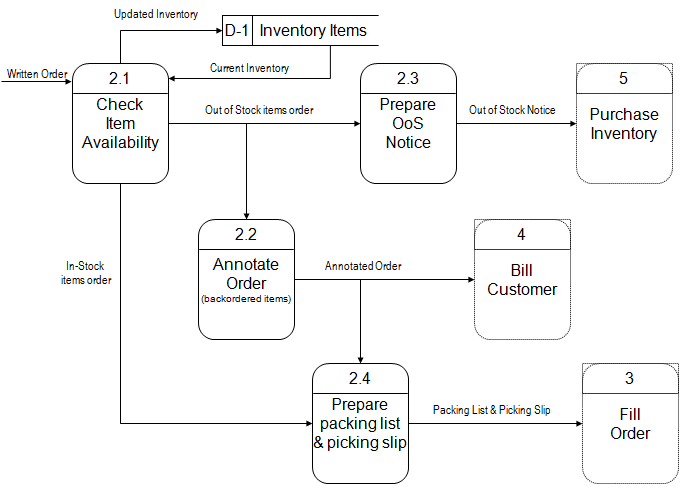 Updated Inventory
D-1 Inventory Items
Written Order
Current Inventory
2.1
Check
Item
Availability
Out of Stock items order
2.3
Prepare
OoS
Notice
Out of Stock Notice
5
Purchase
Inventory
2.2
Annotate
Order
(backordered items)
Annotated Order
4
Bill
Customer
In-Stock
items order
2.4
Prepare
packing list
& picking slip
Packing List & Picking Slip
3
Fill
Order